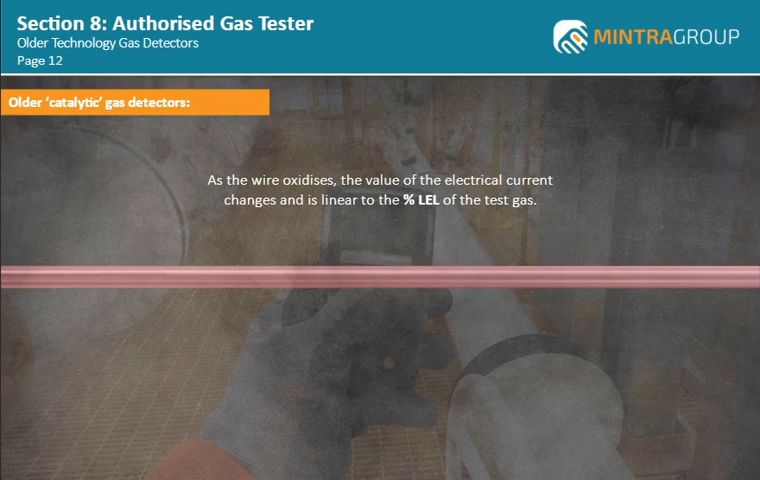 Section 8: Authorised Gas Tester
Older Technology Gas Detectors
Page 12
MINTRAGROUP
Older ‘catalytic’ gas detectors:
As the wire oxidises, the value of the electrical current
changes and is linear to the % LEL of the test gas.